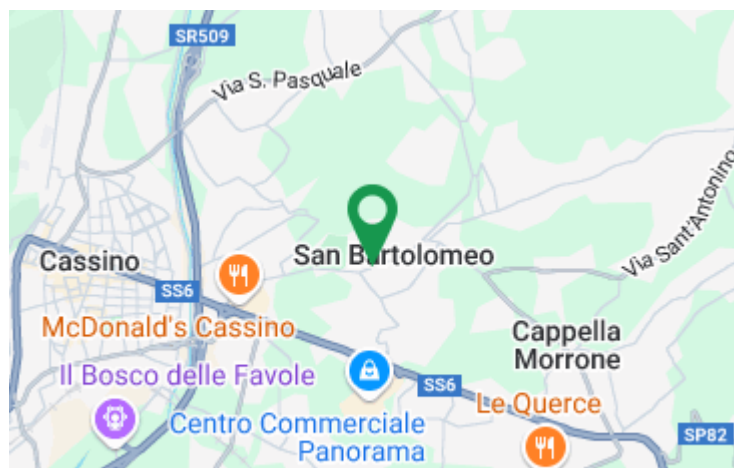 SR509
Via S. Pasquale
Via Sant'Antonino
San Bartolomeo
Cassino
SS6
McDonald's Cassino
Cappella
Morrone
Il Bosco delle Favole
SS6
Le Querce
Centro Commerciale
Panorama
SP82